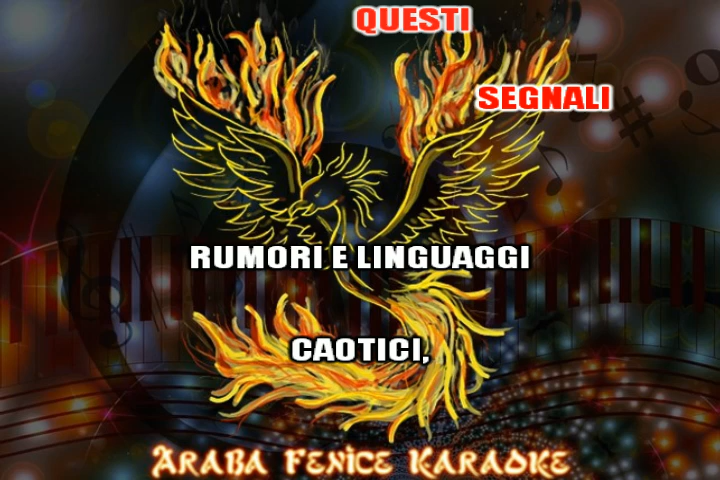 QUESTI
SEGNALI
RUMORI E LINGUAGGI
CAOTICI,
ARABA FENICE KARAOKE